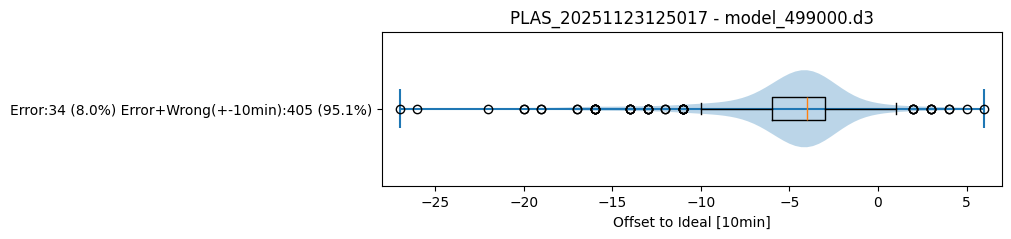 PLAS_20251123125017 - model_499000.d3
Error:34 (8.0%) Error+Wrong(+-10min):405 (95.1%)
−25 −20 −15 −10 −5 0 5
Offset to Ideal [10min]